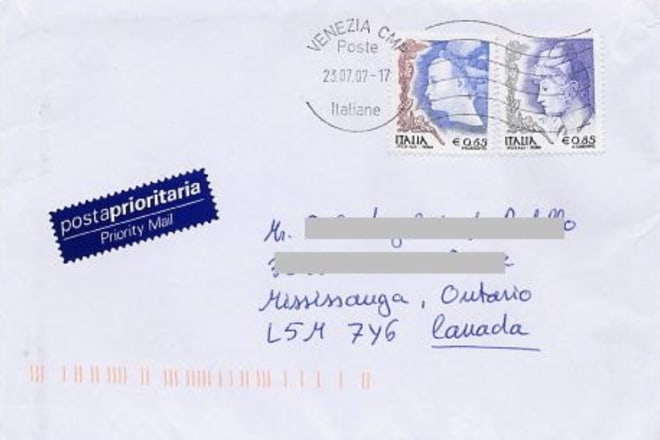 VENEZIA CMP
Poste
23.07.07-17
Italiane
ITALIA € 0.65
ITALIA € 0.85
postaprioritaria
Priority Mail
Mr.
Mississauga, Ontario
L5M 7Y6 Canada